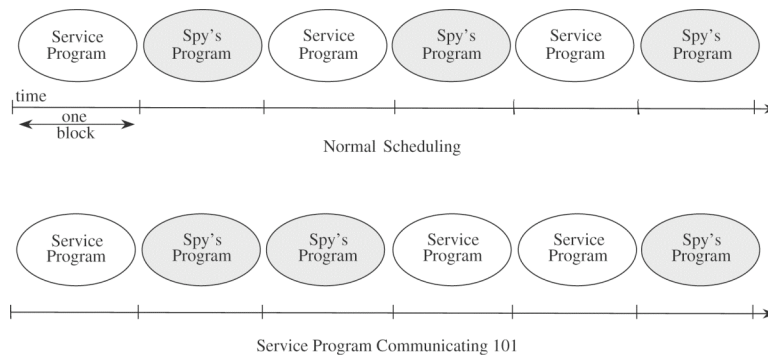 Service
Program
Spy's
Program
Service
Program
Spy's
Program
Service
Program
Spy's
Program
time
one
block
Normal Scheduling
Service
Program
Spy's
Program
Spy's
Program
Service
Program
Service
Program
Spy's
Program
Service Program Communicating 101